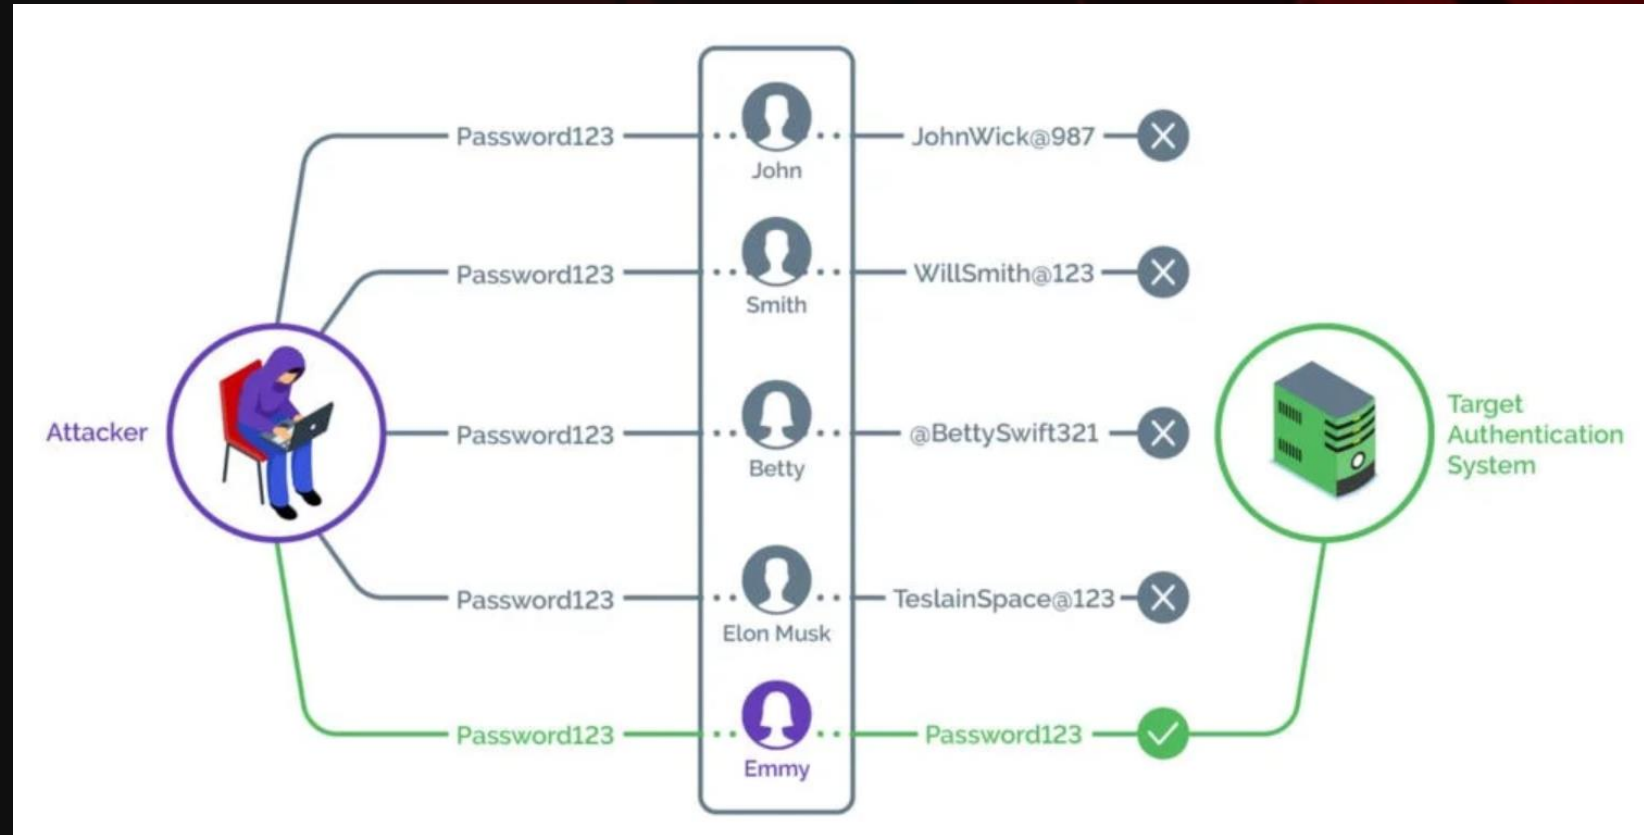 Password123
John
JohnWick@987
Password123
Smith
WillSmith@123
Attacker
Password123
Betty
@BettySwift321
Target
Authentication
System
Password123
Elon Musk
TeslainSpace@123
Password123
Emmy
Password123